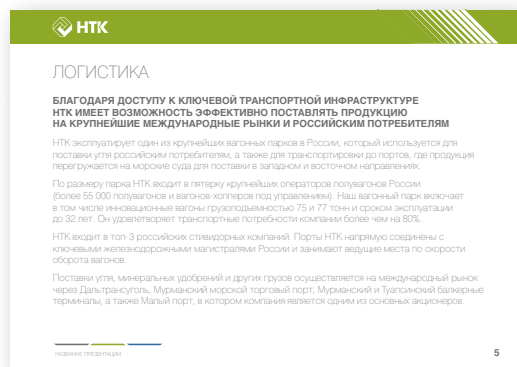 НТК
ЛОГИСТИКА
БЛАГОДАРЯ ДОСТУПУ К КЛЮЧЕВОЙ ТРАНСПОРТНОЙ ИНФРАСТРУКТУРЕ
НТК ИМЕЕТ ВОЗМОЖНОСТЬ ЭФФЕКТИВНО ПОСТАВЛЯТЬ ПРОДУКЦИЮ
НА КРУПНЕЙШИЕ МЕЖДУНАРОДНЫЕ РЫНКИ И РОССИЙСКИМ ПОТРЕБИТЕЛЯМ
НТК эксплуатирует один из крупнейших вагонных парков в России, который используется для
поставки угля российским потребителям, а также для транспортировки до портов, где продукция
перегружается на морские суда для поставки в западном и восточном направлениях.
По размеру парка НТК входит в пятерку крупнейших операторов полувагонов России
(более 55 000 полувагонов и вагонов-хопперов под управлением). Наш вагонный парк включает
в том числе инновационные вагоны грузоподъемностью 75 и 77 тонн и сроком эксплуатации
до 32 лет. Он удовлетворяет транспортные потребности компании более чем на 80%.
НТК входит в топ-3 российских стивидорных компаний. Порты НТК напрямую соединены с
ключевыми железнодорожными магистралями России и занимают ведущие места по скорости
оборота вагонов.
Поставки угля, минеральных удобрений и других грузов осуществляется на международный рынок
через Дальтрансуголь, Мурманский морской торговый порт, Мурманский и Туапсинский балкерные
терминалы, а также Малый порт, в котором компания является одним из основных акционеров.
НАЗВАНИЕ ПРЕЗЕНТАЦИИ
5